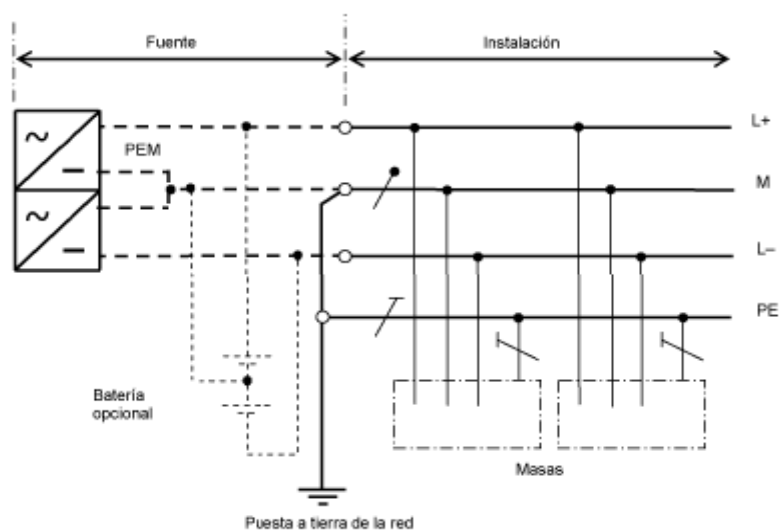 Fuente
Instalación
L+
PEM
M
L–
PE
Batería
opcional
Masas
Puesta a tierra de la red